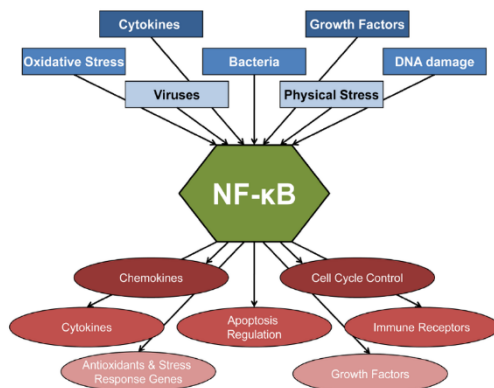 Cytokines
Growth Factors
Oxidative Stress
Bacteria
DNA damage
Viruses
Physical Stress
NF-κB
Chemokines
Cell Cycle Control
Cytokines
Apoptosis
Regulation
Immune Receptors
Antioxidants & Stress
Response Genes
Growth Factors